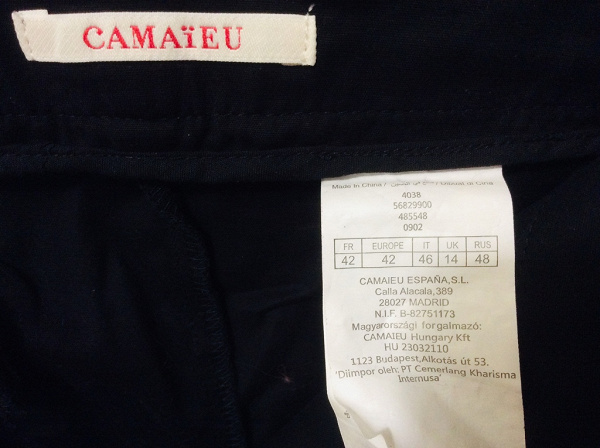 CAMAïEU
Made in China /
4038
56829900
485548
0902
FR EUROPE IT UK RUS
42 42 46 14 48
CAMAIEU ESPAÑA,S.L.
Calla Alacala,389
28027 MADRID
N.I.F. B-82751173
Magyarországi forgalmazó:
CAMAIEU Hungary Kft
HU 23032110
1123 Budapest,Alkotás út 53.
'Diimpor oleh: PT Cemerlang Kharisma
Internusa'